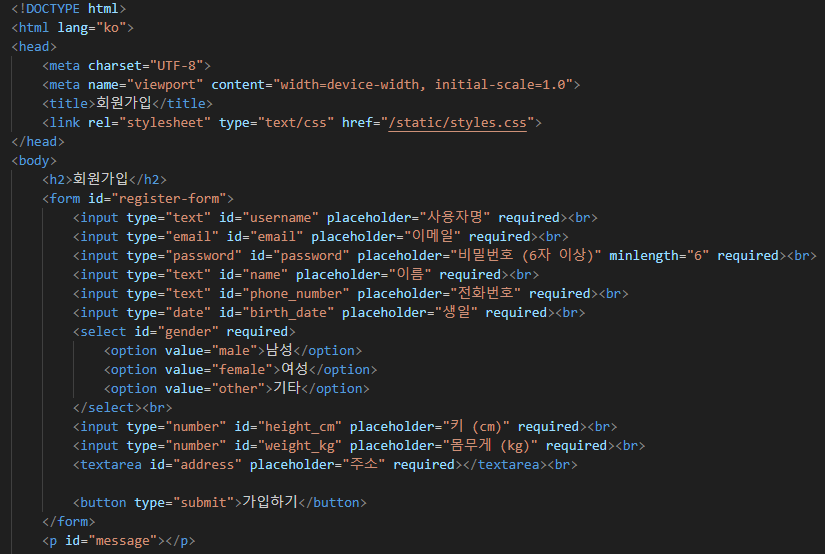 <!DOCTYPE html>
<html lang="ko">
<head>
    <meta charset="UTF-8">
    <meta name="viewport" content="width=device-width, initial-scale=1.0">
    <title>회원가입</title>
    <link rel="stylesheet" type="text/css" href="/static/styles.css">
</head>
<body>
    <h2>회원가입</h2>
    <form id="register-form">
        <input type="text" id="username" placeholder="사용자명" required><br>
        <input type="email" id="email" placeholder="이메일" required><br>
        <input type="password" id="password" placeholder="비밀번호 (6자 이상)" minlength="6" required><br>
        <input type="text" id="name" placeholder="이름" required><br>
        <input type="text" id="phone_number" placeholder="전화번호" required><br>
        <input type="date" id="birth_date" placeholder="생일" required><br>
        <select id="gender" required>
            <option value="male">남성</option>
            <option value="female">여성</option>
            <option value="other">기타</option>
        </select><br>
        <input type="number" id="height_cm" placeholder="키 (cm)" required><br>
        <input type="number" id="weight_kg" placeholder="몸무게 (kg)" required><br>
        <textarea id="address" placeholder="주소" required></textarea><br>

        <button type="submit">가입하기</button>
    </form>
    <p id="message"></p>